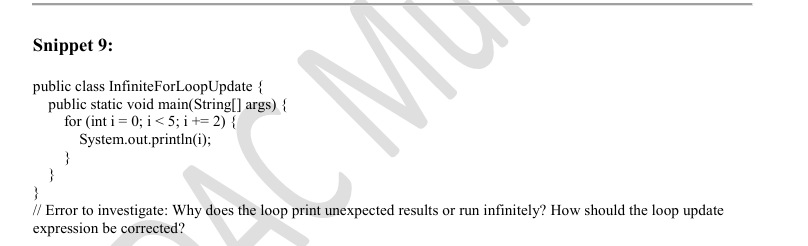 Snippet 9:
public class InfiniteForLoopUpdate {
public static void main(String[] args) {
for (int i = 0; i < 5; i += 2) {
System.out.println(i);
}
}
}
// Error to investigate: Why does the loop print unexpected results or run infinitely? How should the loop update
expression be corrected?